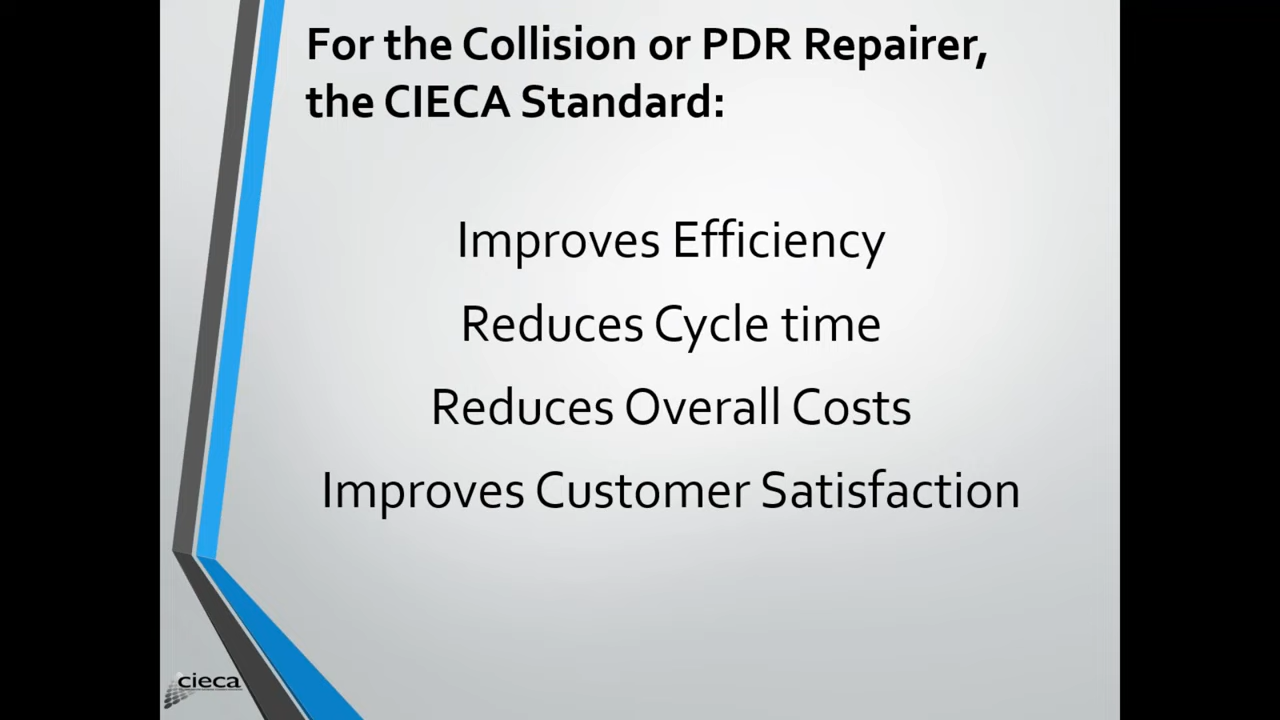 For the Collision or PDR Repairer,
the CIECA Standard:
Improves Efficiency
Reduces Cycle time
Reduces Overall Costs
Improves Customer Satisfaction
cieca